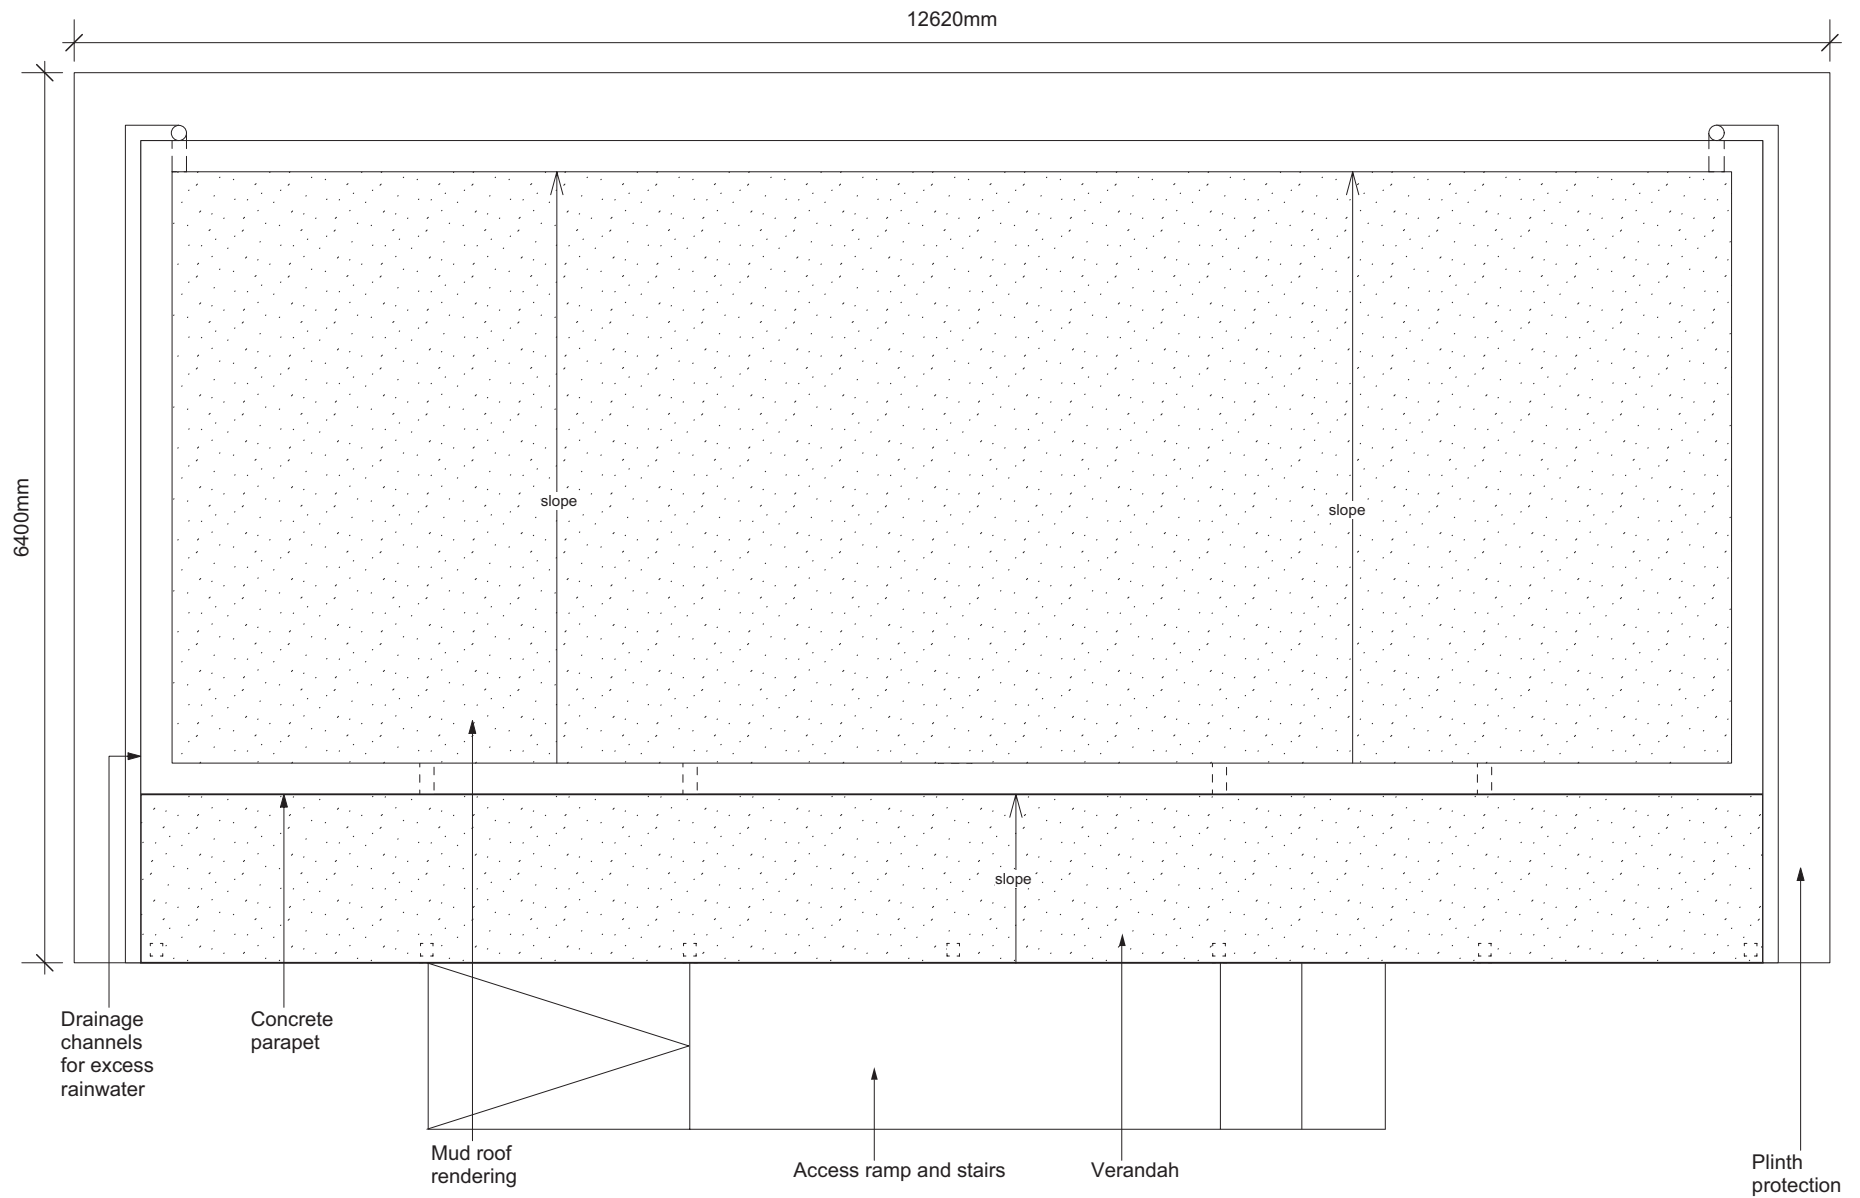 12620mm
6400mm
slope
slope
slope
Drainage
channels
for excess
rainwater
Concrete
parapet
Mud roof
rendering
Access ramp and stairs
Verandah
Plinth
protection